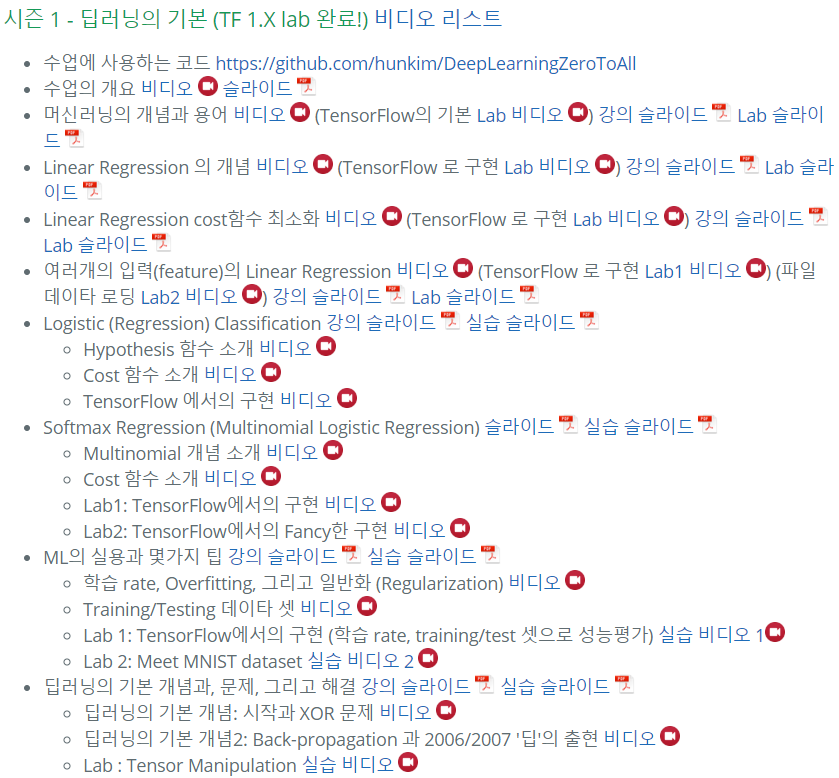 시즌 1 - 딥러닝의 기본 (TF 1.X lab 완료!) 비디오 리스트
수업에 사용하는 코드 https://github.com/hunkim/DeepLearningZeroToAll
수업의 개요 비디오 슬라이드
머신러닝의 개념과 용어 비디오 (TensorFlow의 기본 Lab 비디오) 강의 슬라이드 Lab 슬라이
드
Linear Regression 의 개념 비디오 (TensorFlow 로 구현 Lab 비디오) 강의 슬라이드 Lab 슬라
이드
Linear Regression cost함수 최소화 비디오 (TensorFlow 로 구현 Lab 비디오) 강의 슬라이드
Lab 슬라이드
여러개의 입력(feature)의 Linear Regression 비디오 (TensorFlow 로 구현 Lab1 비디오) (파일
데이타 로딩 Lab2 비디오) 강의 슬라이드 Lab 슬라이드
Logistic (Regression) Classification 강의 슬라이드 실습 슬라이드
Hypothesis 함수 소개 비디오
Cost 함수 소개 비디오
TensorFlow 에서의 구현 비디오
Softmax Regression (Multinomial Logistic Regression) 슬라이드 실습 슬라이드
Multinomial 개념 소개 비디오
Cost 함수 소개 비디오
Lab1: TensorFlow에서의 구현 비디오
Lab2: TensorFlow에서의 Fancy한 구현 비디오
ML의 실용과 몇가지 팁 강의 슬라이드 실습 슬라이드
학습 rate, Overfitting, 그리고 일반화 (Regularization) 비디오
Training/Testing 데이타 셋 비디오
Lab 1: TensorFlow에서의 구현 (학습 rate, training/test 셋으로 성능평가) 실습 비디오 1
Lab 2: Meet MNIST dataset 실습 비디오 2
딥러닝의 기본 개념과, 문제, 그리고 해결 강의 슬라이드 실습 슬라이드
딥러닝의 기본 개념: 시작과 XOR 문제 비디오
딥러닝의 기본 개념2: Back-propagation 과 2006/2007 '딥'의 출현 비디오
Lab : Tensor Manipulation 실습 비디오